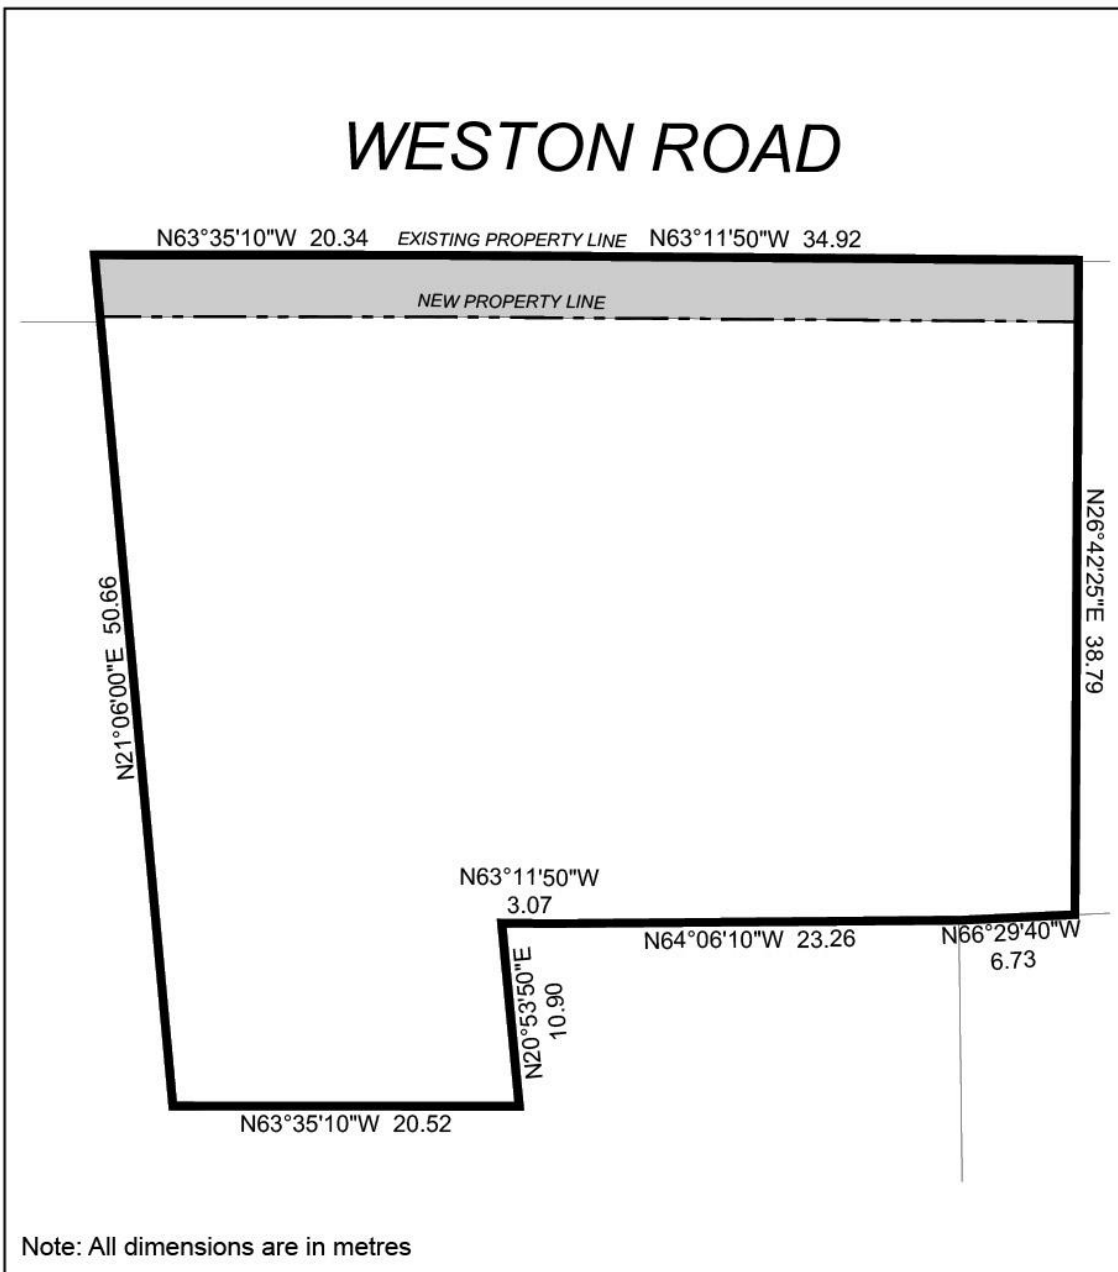 WESTON ROAD
N63°35'10"W 20.34
EXISTING PROPERTY LINE
N63°11'50"W 34.92
NEW PROPERTY LINE
N26°42'25"E 38.79
N21°06'00"E 50.66
N63°11'50"W
3.07
N64°06'10"W 23.26
N66°29'40"W
6.73
N20°53'50"E
10.90
N63°35'10"W 20.52
Note: All dimensions are in metres